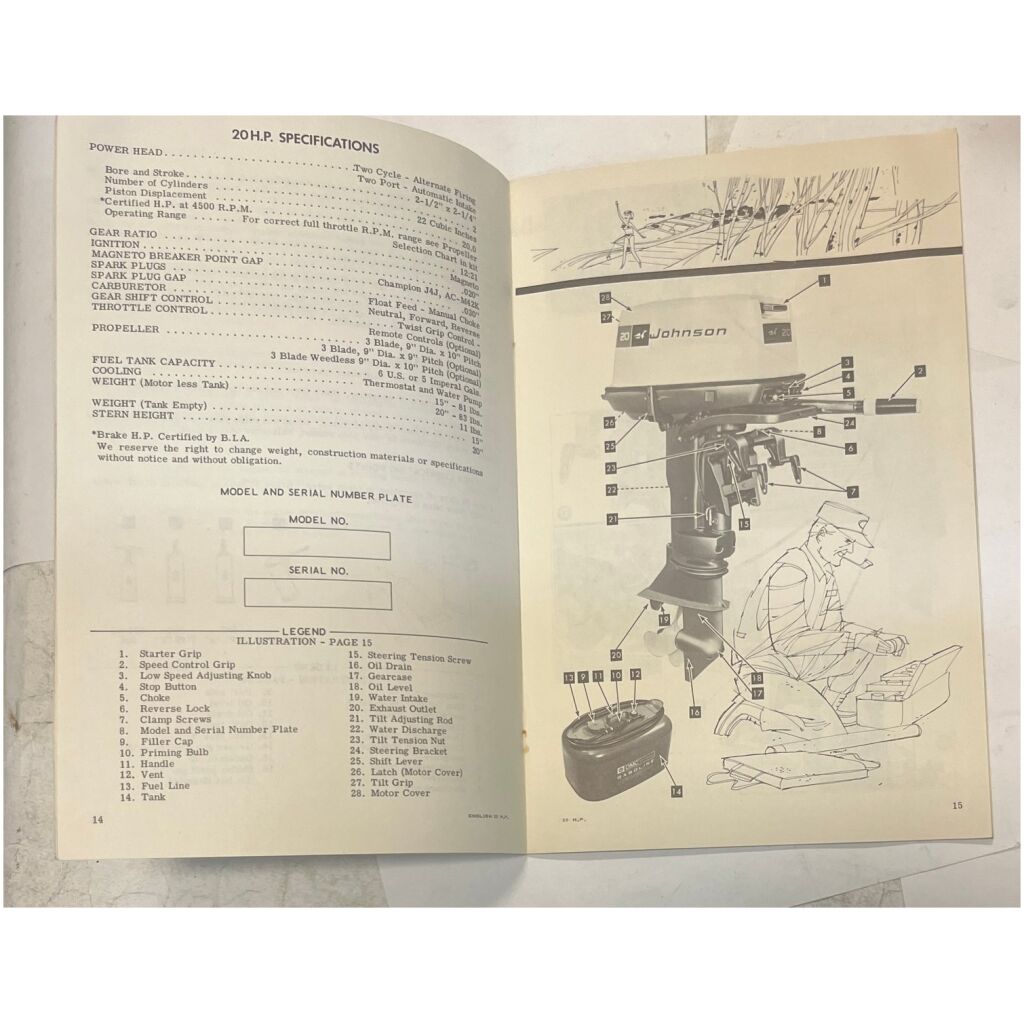 20 H.P. SPECIFICATIONS
POWER HEAD . . . Two Cycle - Alternate Firing
Two Port - Automatic Intake
Bore and Stroke . . . 2-1/2" x 2-1/4"
Number of Cylinders . . . 2
Piston Displacement . . . 22 Cubic Inches
*Certified H.P. at 4500 R.P.M. . . . 20.0
Operating Range . . . . . For correct full throttle R.P.M. range see Propeller
Selection Chart in kit
GEAR RATIO . . . 12:21
IGNITION . . . Magneto
MAGNETO BREAKER POINT GAP . . . .020"
SPARK PLUGS . . . Champion J4J, AC-M42K
SPARK PLUG GAP . . . .030"
CARBURETOR . . . Float Feed - Manual Choke
GEAR SHIFT CONTROL . . . Neutral, Forward, Reverse
THROTTLE CONTROL . . . Twist Grip Control -
Remote Controls (Optional)
PROPELLER . . . 3 Blade, 9" Dia. x 10" Pitch
3 Blade, 9" Dia. x 9" Pitch (Optional)
3 Blade Weedless 9" Dia. x 10" Pitch (Optional)
FUEL TANK CAPACITY . . . 6 U.S. or 5 Imperal Gals.
COOLING . . . Thermostat and Water Pump
WEIGHT (Motor less Tank) . . . 15" - 81 lbs.
20" - 83 lbs.
WEIGHT (Tank Empty) . . . 11 lbs.
STERN HEIGHT . . . 15"
20"
*Brake H.P. Certified by B.I.A.
We reserve the right to change weight, construction materials or specifications
without notice and without obligation.
MODEL AND SERIAL NUMBER PLATE
MODEL NO.
SERIAL NO.
LEGEND
ILLUSTRATION - PAGE 15
1. Starter Grip
2. Speed Control Grip
3. Low Speed Adjusting Knob
4. Stop Button
5. Choke
6. Reverse Lock
7. Clamp Screws
8. Model and Serial Number Plate
9. Filler Cap
10. Priming Bulb
11. Handle
12. Vent
13. Fuel Line
14. Tank
15. Steering Tension Screw
16. Oil Drain
17. Gearcase
18. Oil Level
19. Water Intake
20. Exhaust Outlet
21. Tilt Adjusting Rod
22. Water Discharge
23. Tilt Tension Nut
24. Steering Bracket
25. Shift Lever
26. Latch (Motor Cover)
27. Tilt Grip
28. Motor Cover
14
ENGLISH 20 H.P.
28
1
27
20 Johnson 20
3
4
2
5
26
24
8
25
6
23
22
7
21
15
19
20
18
17
13 9 11 10 12
16
OMC
GASOLINE
14
20 H.P.
15